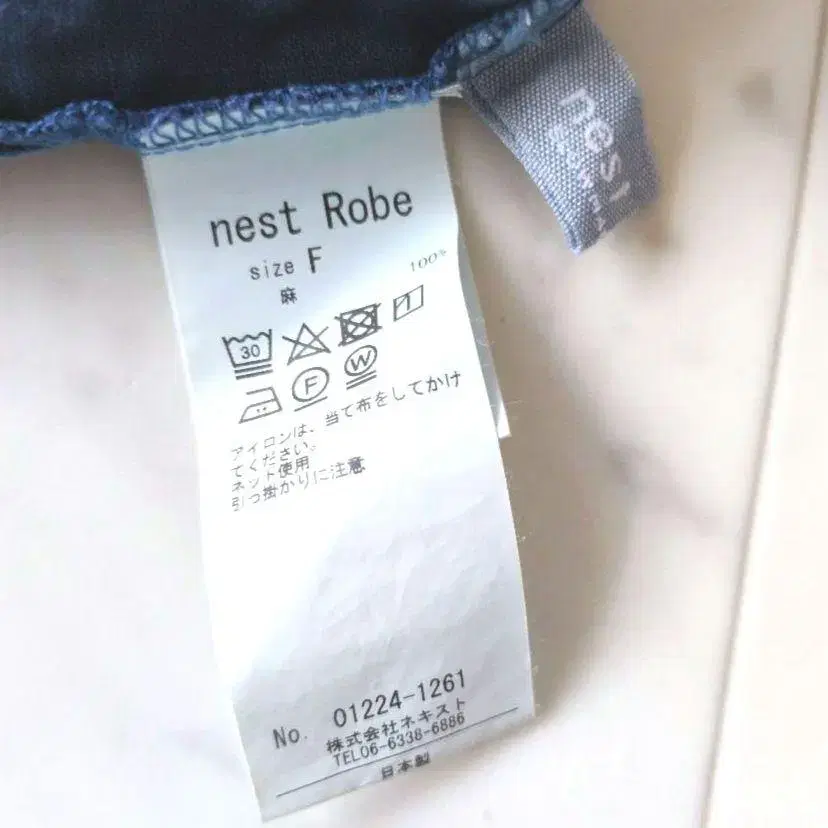 nest Robe
size F
麻 100%
30
F
W
アイロンは、当て布をしてかけ
てください。
ネット使用
引っ掛かりに注意
No. 01224-1261
株式会社ネキスト
TEL06-6338-6886
日本製
nest